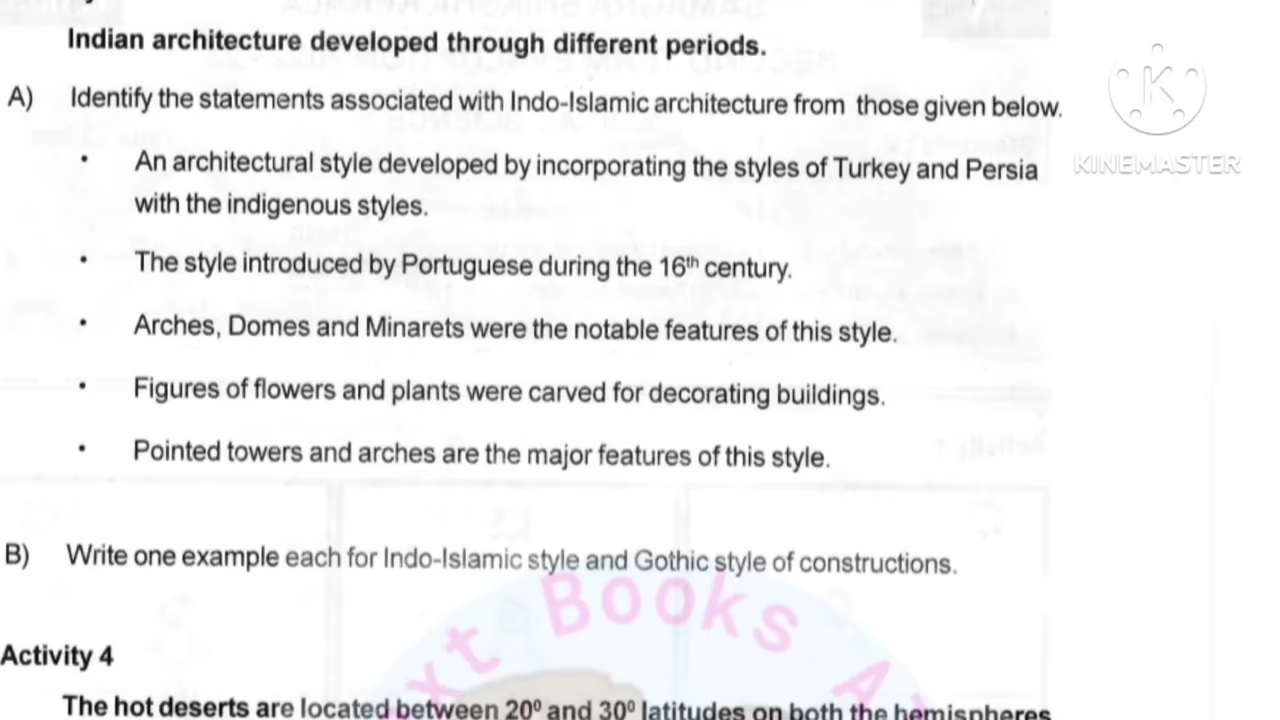 Indian architecture developed through different periods.
A) Identify the statements associated with Indo-Islamic architecture from those given below.
K
KINEMASTER
• An architectural style developed by incorporating the styles of Turkey and Persia
with the indigenous styles.
• The style introduced by Portuguese during the 16th century.
• Arches, Domes and Minarets were the notable features of this style.
• Figures of flowers and plants were carved for decorating buildings.
• Pointed towers and arches are the major features of this style.
B) Write one example each for Indo-Islamic style and Gothic style of constructions.
Books
Activity 4
The hot deserts are located between 20⁰ and 30⁰ latitudes on both the hemispheres